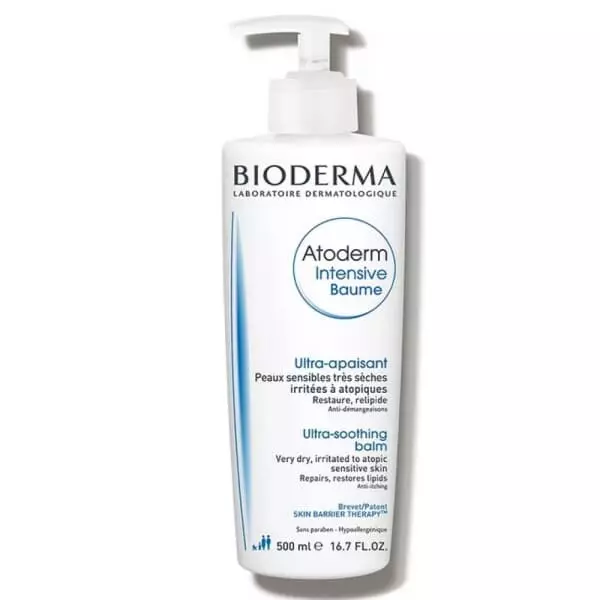 BIODERMA
LABORATOIRE DERMATOLOGIQUE
Atoderm
Intensive
Baume
Ultra-apaisant
Peaux sensibles très sèches
irritées à atopiques
Restaure, relipide
Anti-démangeaisons
Ultra-soothing
balm
Very dry, irritated to atopic
sensitive skin
Repairs, restores lipids
Anti-itching
Brevet/Patent
SKIN BARRIER THERAPY™
Sans paraben - Hypoallergénique
500 ml e 16.7 FL.OZ.